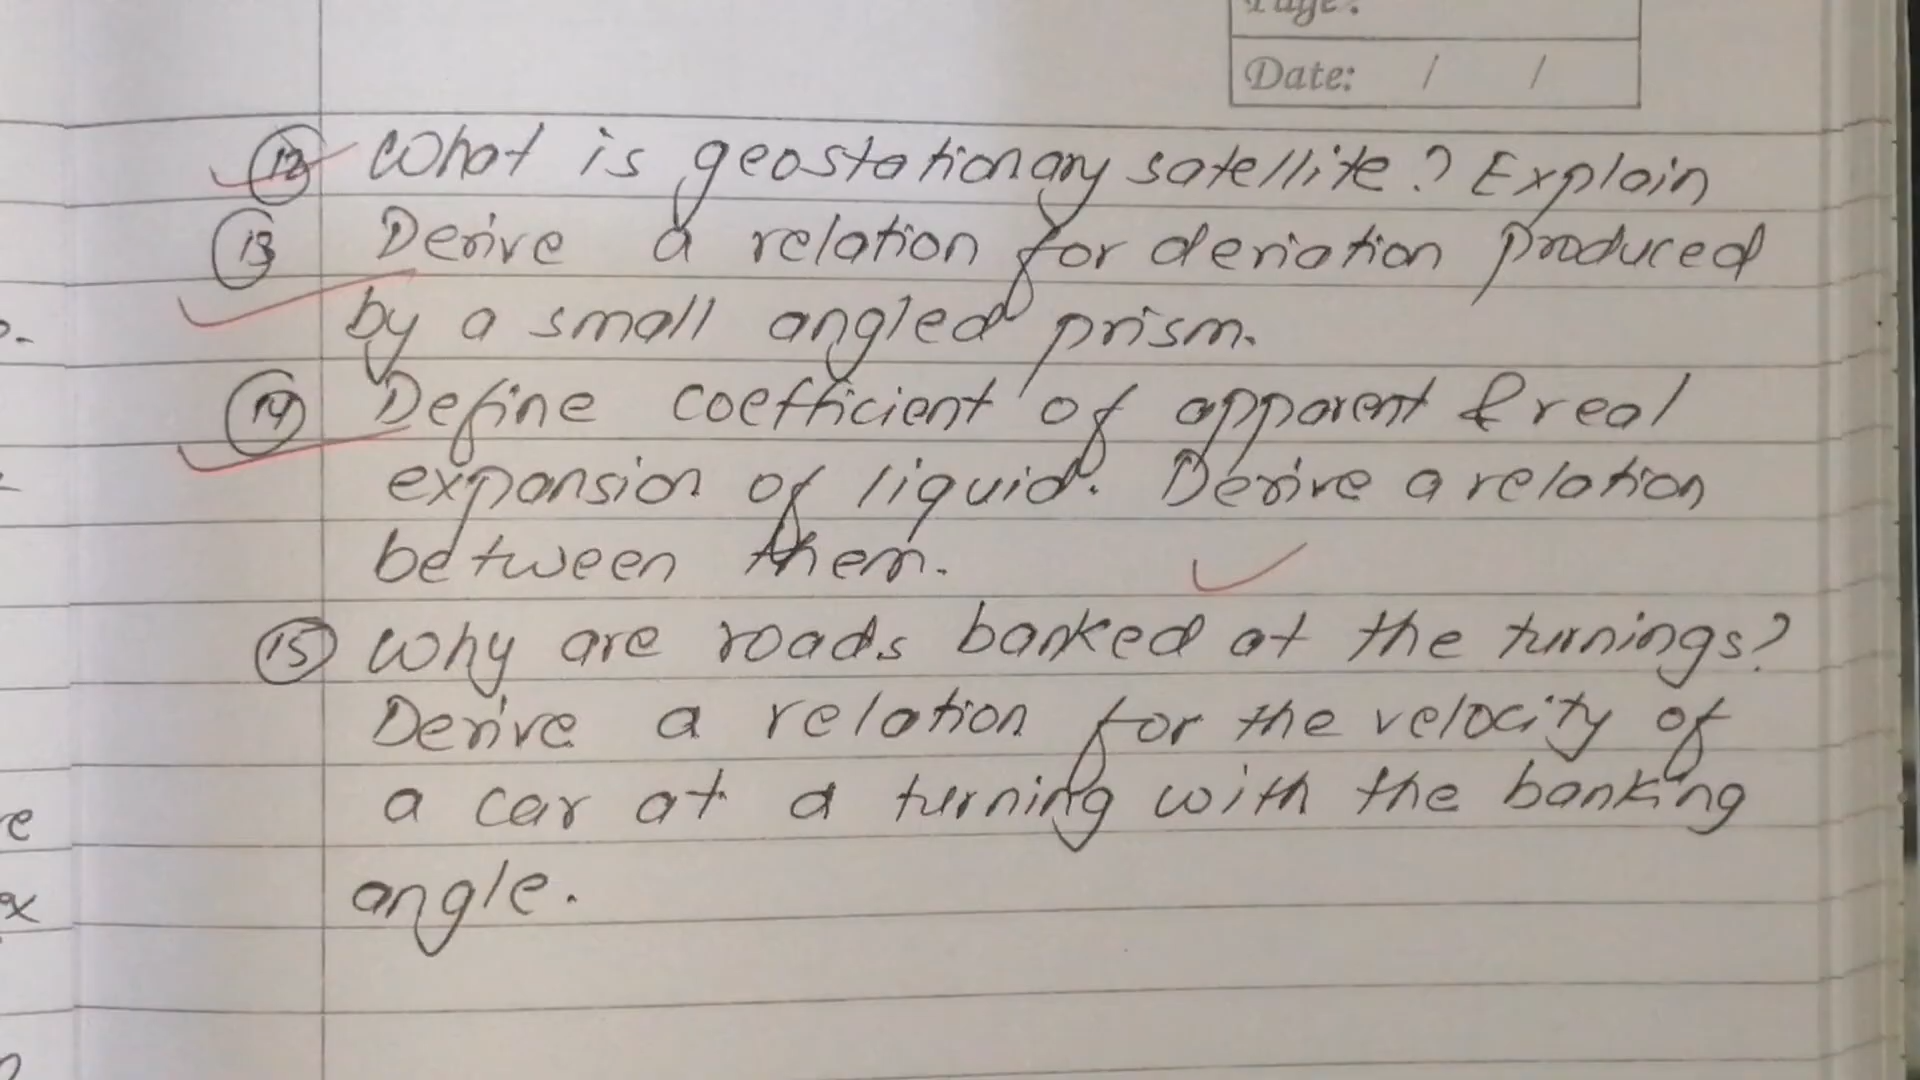 Page:
Date: / /
(12) What is geostationary satellite? Explain
(13) Derive a relation for deviation produced
by a small angled prism.
(14) Define coefficient of apparent & real
expansion of liquid. Derive a relation
between them.
(15) Why are roads banked at the turnings?
Derive a relation for the velocity of
a car at a turning with the banking
angle.